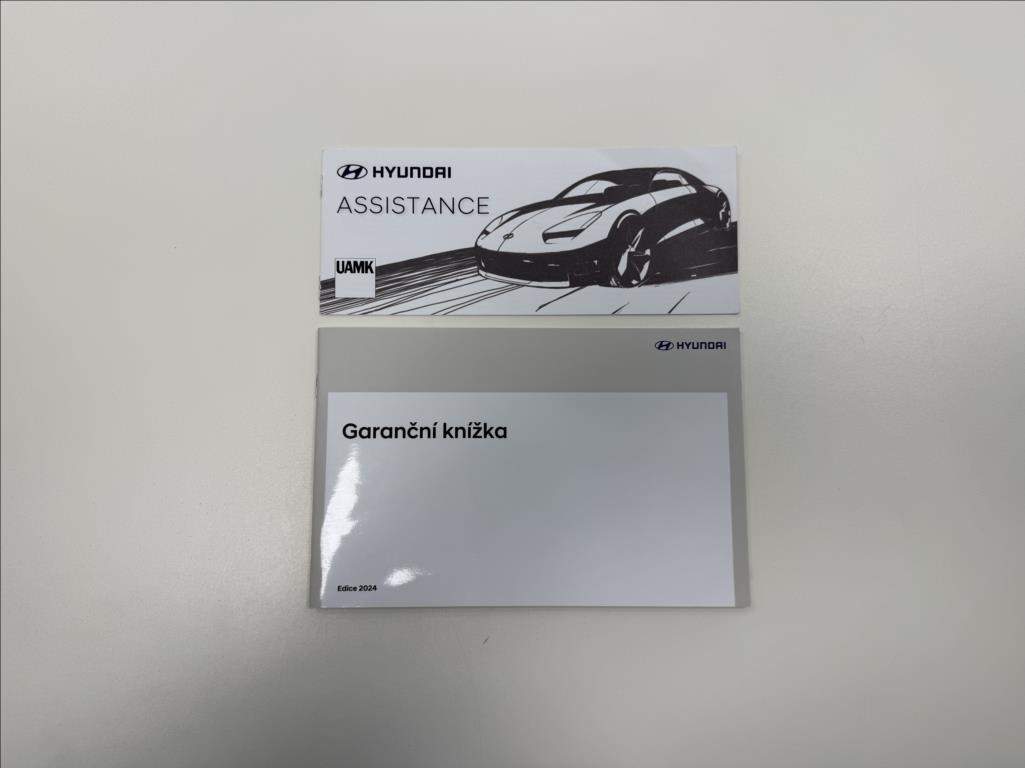 HYUNDAI
ASSISTANCE
UAMK
HYUNDAI
Garanční knížka
Edice 2024